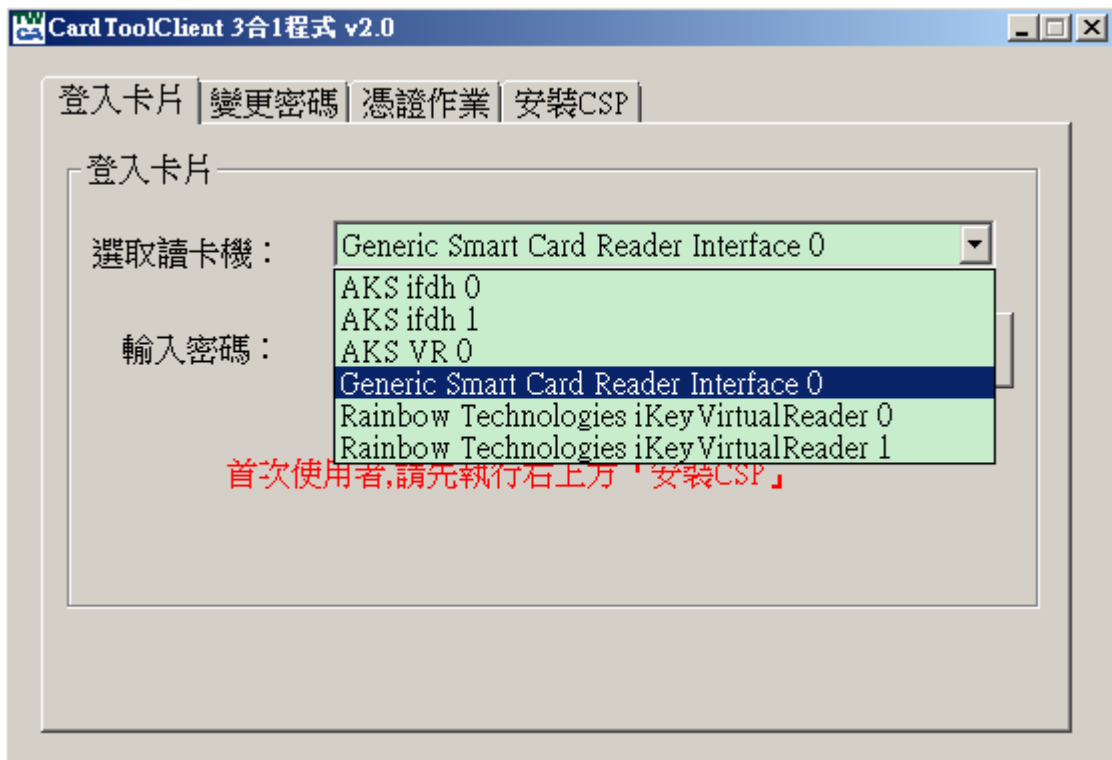 CardToolClient 3合1程式 v2.0
登入卡片 變更密碼 憑證作業 安裝CSP
登入卡片
選取讀卡機： Generic Smart Card Reader Interface 0
AKS ifdh 0
AKS ifdh 1
輸入密碼： AKS VR 0
Generic Smart Card Reader Interface 0
Rainbow Technologies iKeyVirtualReader 0
Rainbow Technologies iKeyVirtualReader 1
首次使用者,請先執行右上方「安裝CSP」